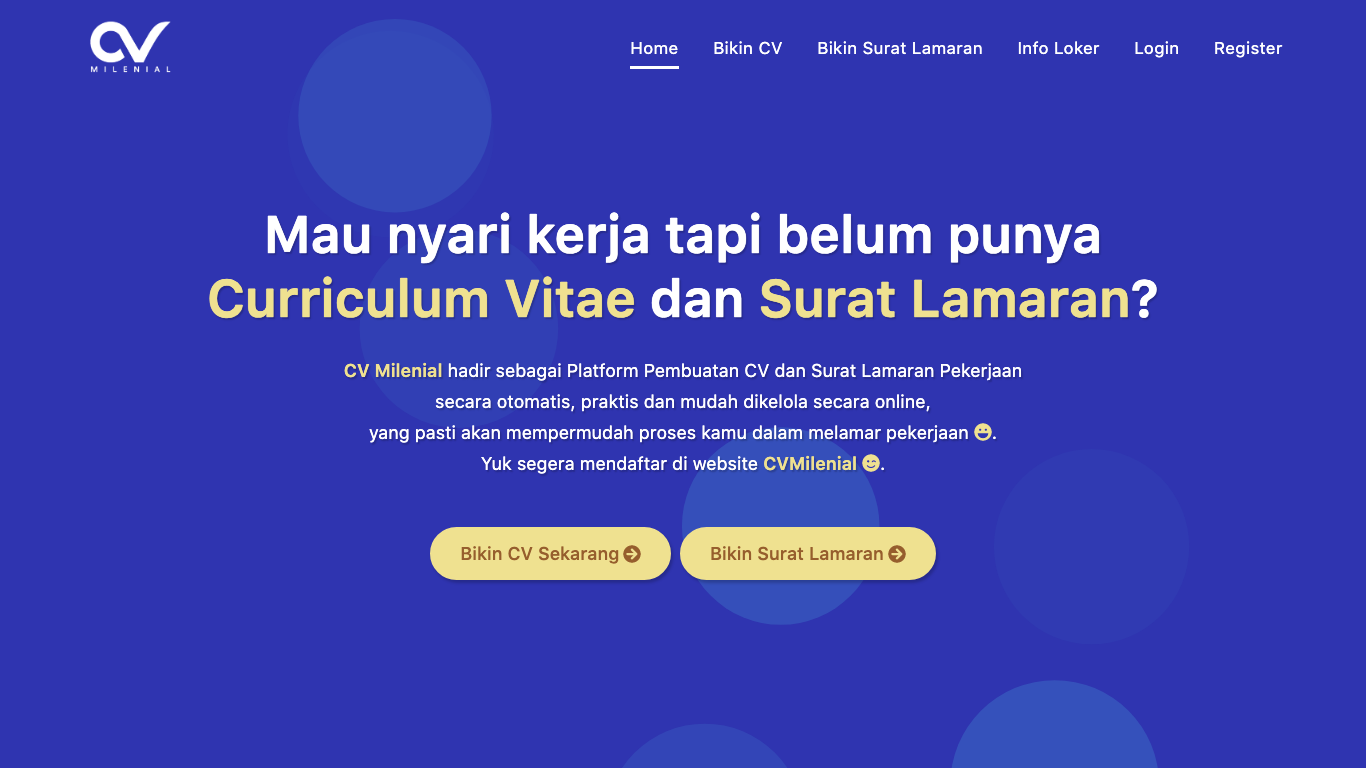 CV
MILENIAL
Home Bikin CV Bikin Surat Lamaran Info Loker Login Register
Mau nyari kerja tapi belum punya
Curriculum Vitae dan Surat Lamaran?
CV Milenial hadir sebagai Platform Pembuatan CV dan Surat Lamaran Pekerjaan
secara otomatis, praktis dan mudah dikelola secara online,
yang pasti akan mempermudah proses kamu dalam melamar pekerjaan 😀.
Yuk segera mendaftar di website CVMilenial 😉.
Bikin CV Sekarang Bikin Surat Lamaran